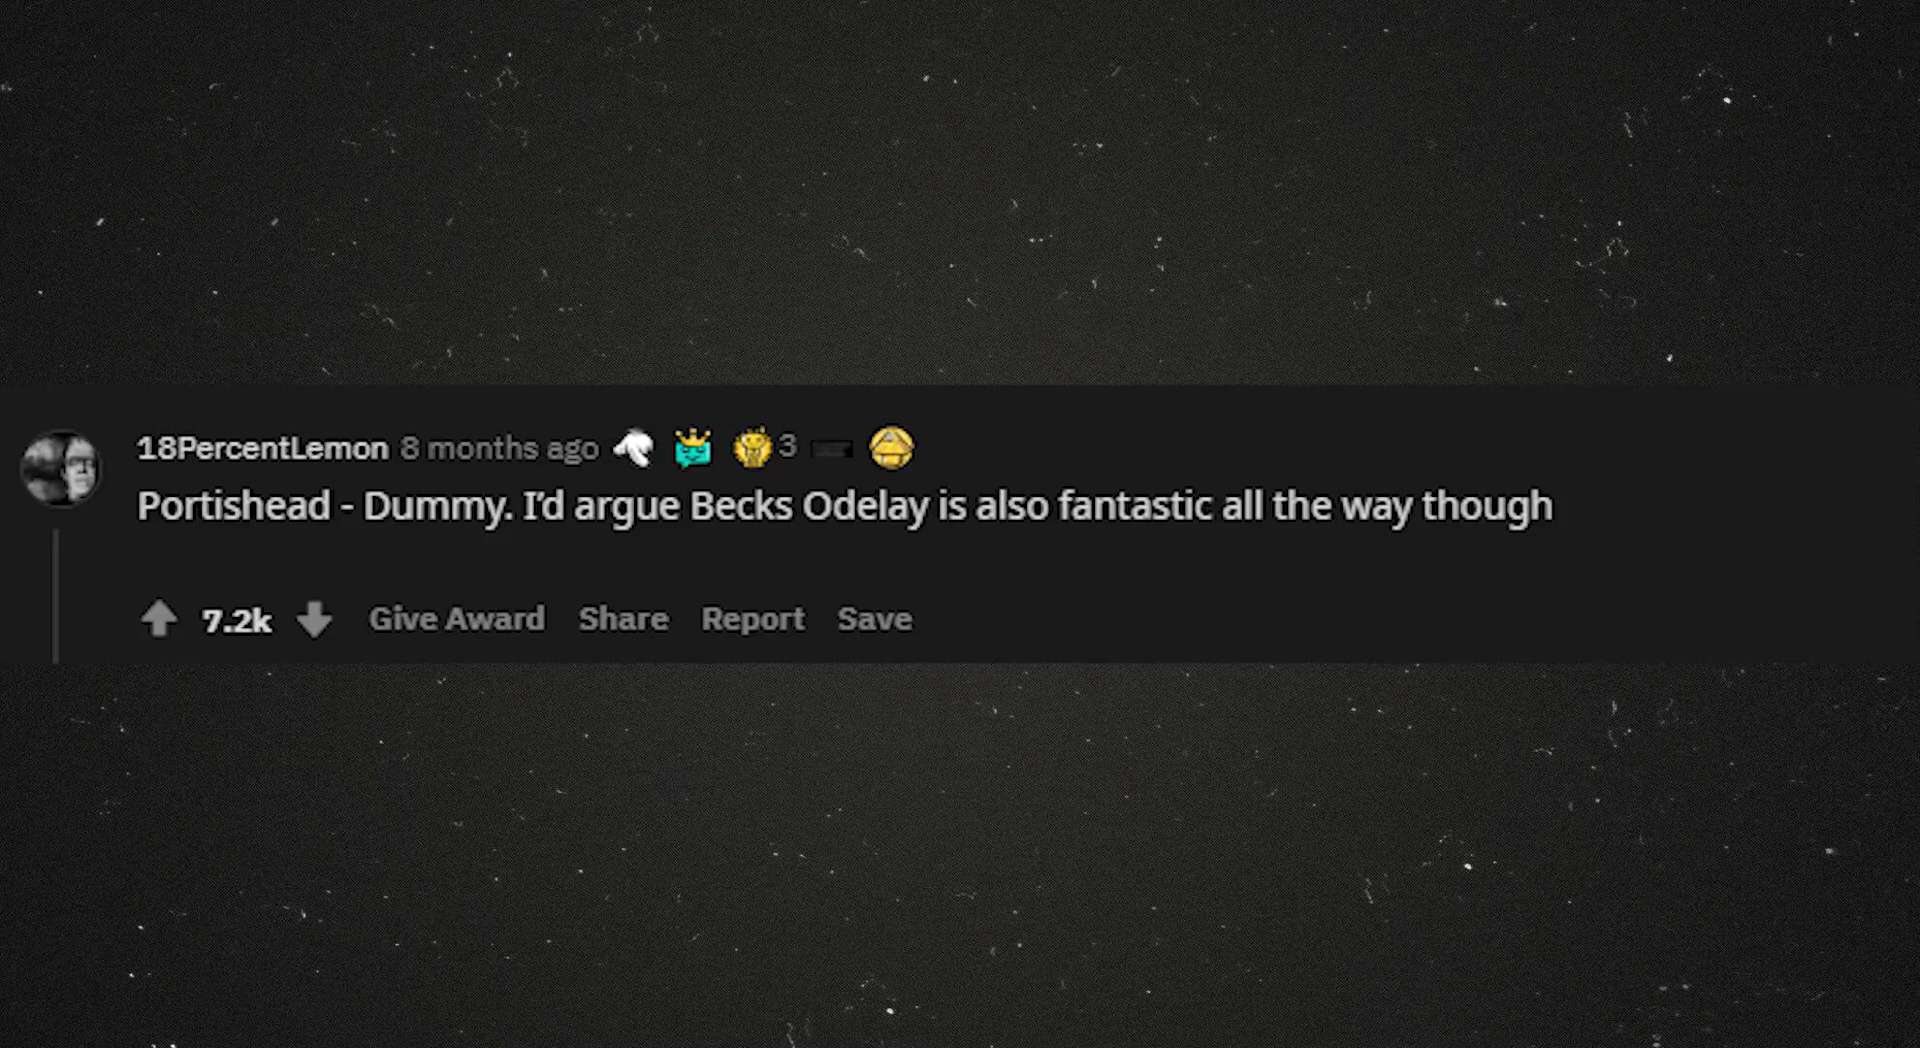 18PercentLemon 8 months ago 3
Portishead - Dummy. I'd argue Becks Odelay is also fantastic all the way though
7.2k Give Award Share Report Save